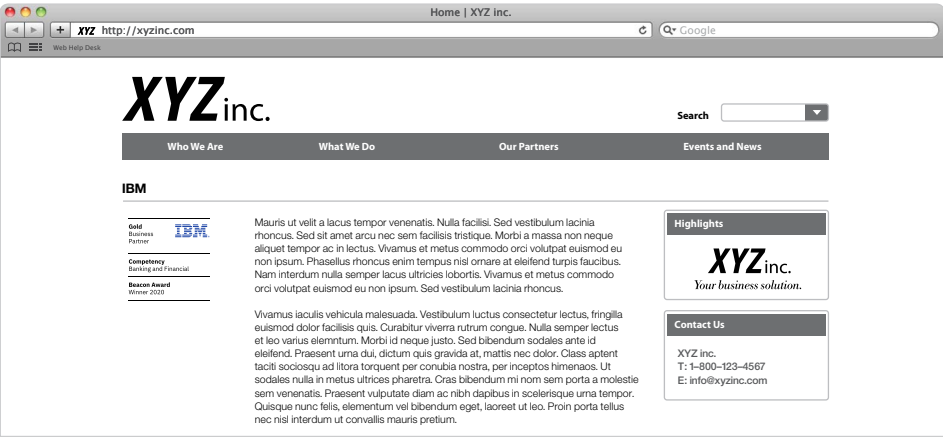 Home | XYZ inc.
XYZ http://xyzinc.com
Google
Web Help Desk
XYZ inc.
Search
Who We Are
What We Do
Our Partners
Events and News
IBM
Gold
Business
Partner
IBM
Competency
Banking and Financial
Beacon Award
Winner 2020
Mauris ut velit a lacus tempor venenatis. Nulla facilisi. Sed vestibulum lacinia
rhoncus. Sed sit amet arcu nec sem facilisis tristique. Morbi a massa non neque
aliquet tempor ac in lectus. Vivamus et metus commodo orci volutpat euismod eu
non ipsum. Phasellus rhoncus enim tempus nisl ornare at eleifend turpis faucibus.
Nam interdum nulla semper lacus ultricies lobortis. Vivamus et metus commodo
orci volutpat euismod eu non ipsum. Sed vestibulum lacinia rhoncus.
Vivamus iaculis vehicula malesuada. Vestibulum luctus consectetur lectus, fringilla
euismod dolor facilisis quis. Curabitur viverra rutrum congue. Nulla semper lectus
et leo varius elemntum. Morbi id neque justo. Sed bibendum sodales ante id
eleifend. Praesent urna dui, dictum quis gravida at, mattis nec dolor. Class aptent
taciti sociosqu ad litora torquent per conubia nostra, per inceptos himenaos. Ut
sodales nulla in metus ultrices pharetra. Cras bibendum mi nom sem porta a molestie
sem venenatis. Praesent vulputate diam ac nibh dapibus in scelerisque urna tempor.
Quisque nunc felis, elementum vel bibendum eget, laoreet ut leo. Proin porta tellus
nec nisl interdum ut convallis mauris pretium.
Highlights
XYZ inc.
Your business solution.
Contact Us
XYZ inc.
T: 1–800–123–4567
E: info@xyzinc.com